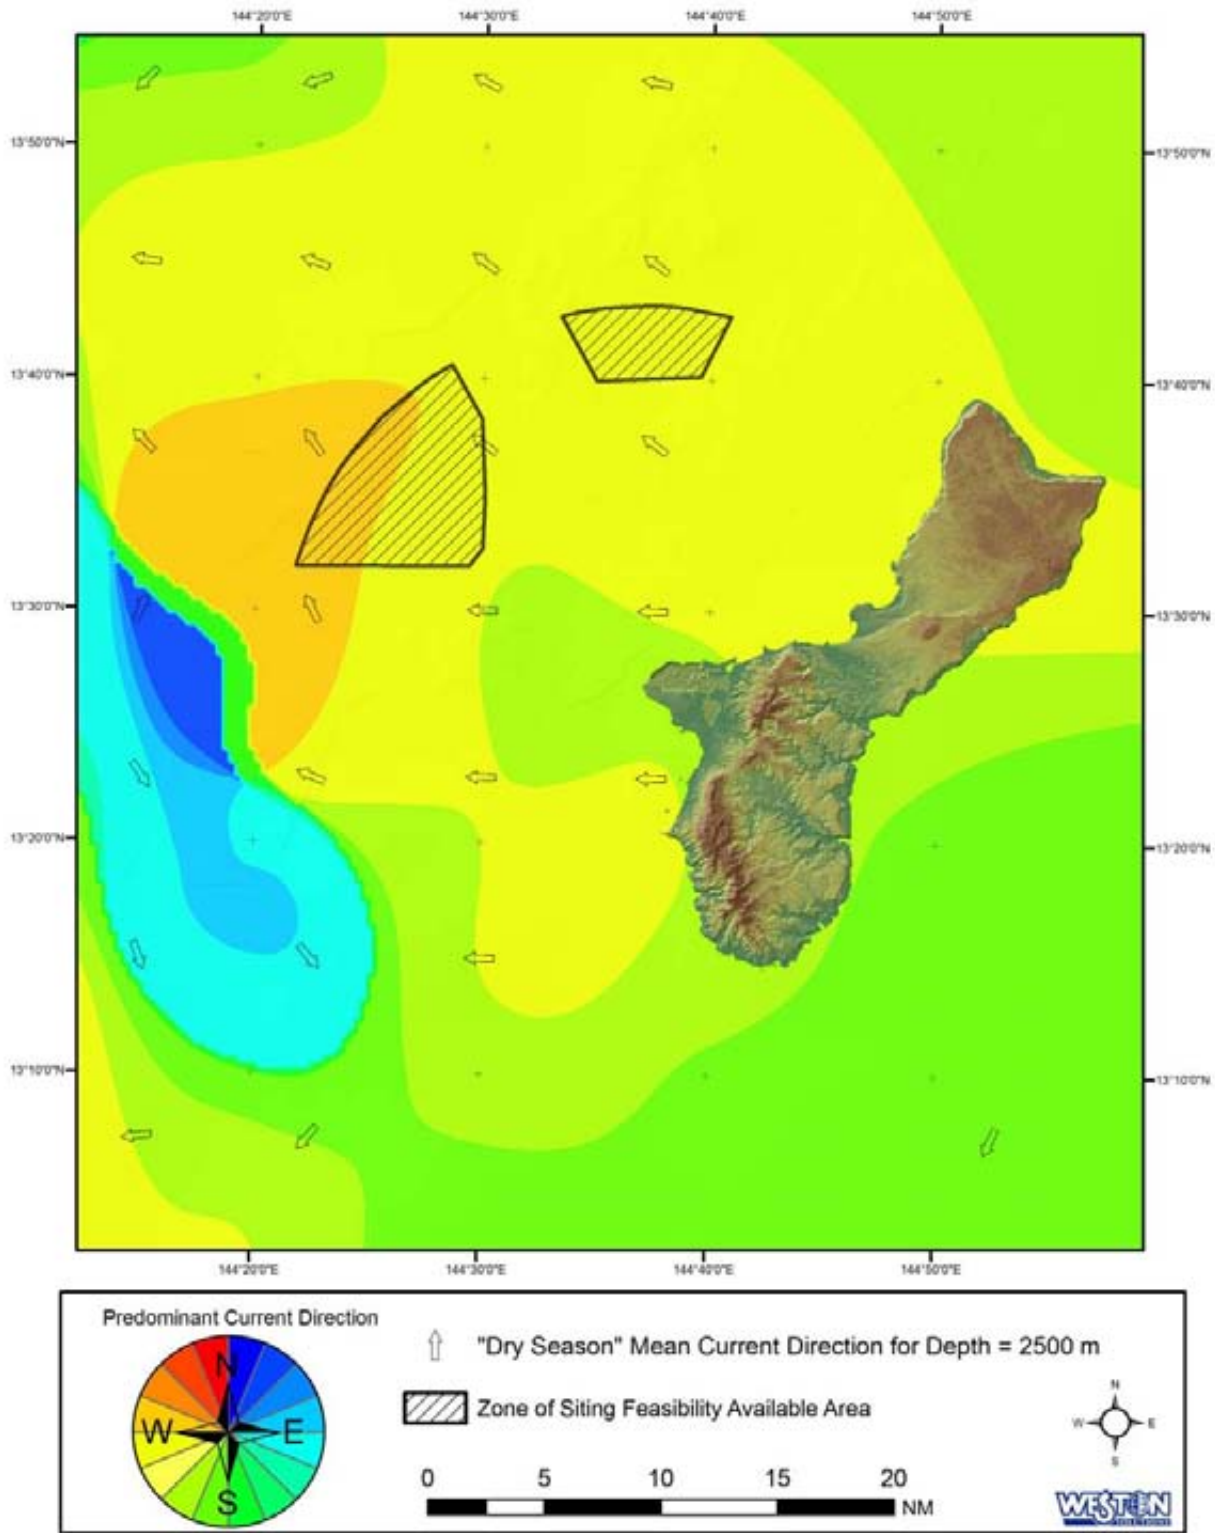 144°20'0"E 144°30'0"E 144°40'0"E 144°50'0"E
13°50'0"N 13°50'0"N
13°40'0"N 13°40'0"N
13°30'0"N 13°30'0"N
13°20'0"N 13°20'0"N
13°10'0"N 13°10'0"N
144°20'0"E 144°30'0"E 144°40'0"E 144°50'0"E
Predominant Current Direction
N
W E
S
"Dry Season" Mean Current Direction for Depth = 2500 m
Zone of Siting Feasibility Available Area
0 5 10 15 20
NM
N
W E
S
WESTON
SOLUTIONS